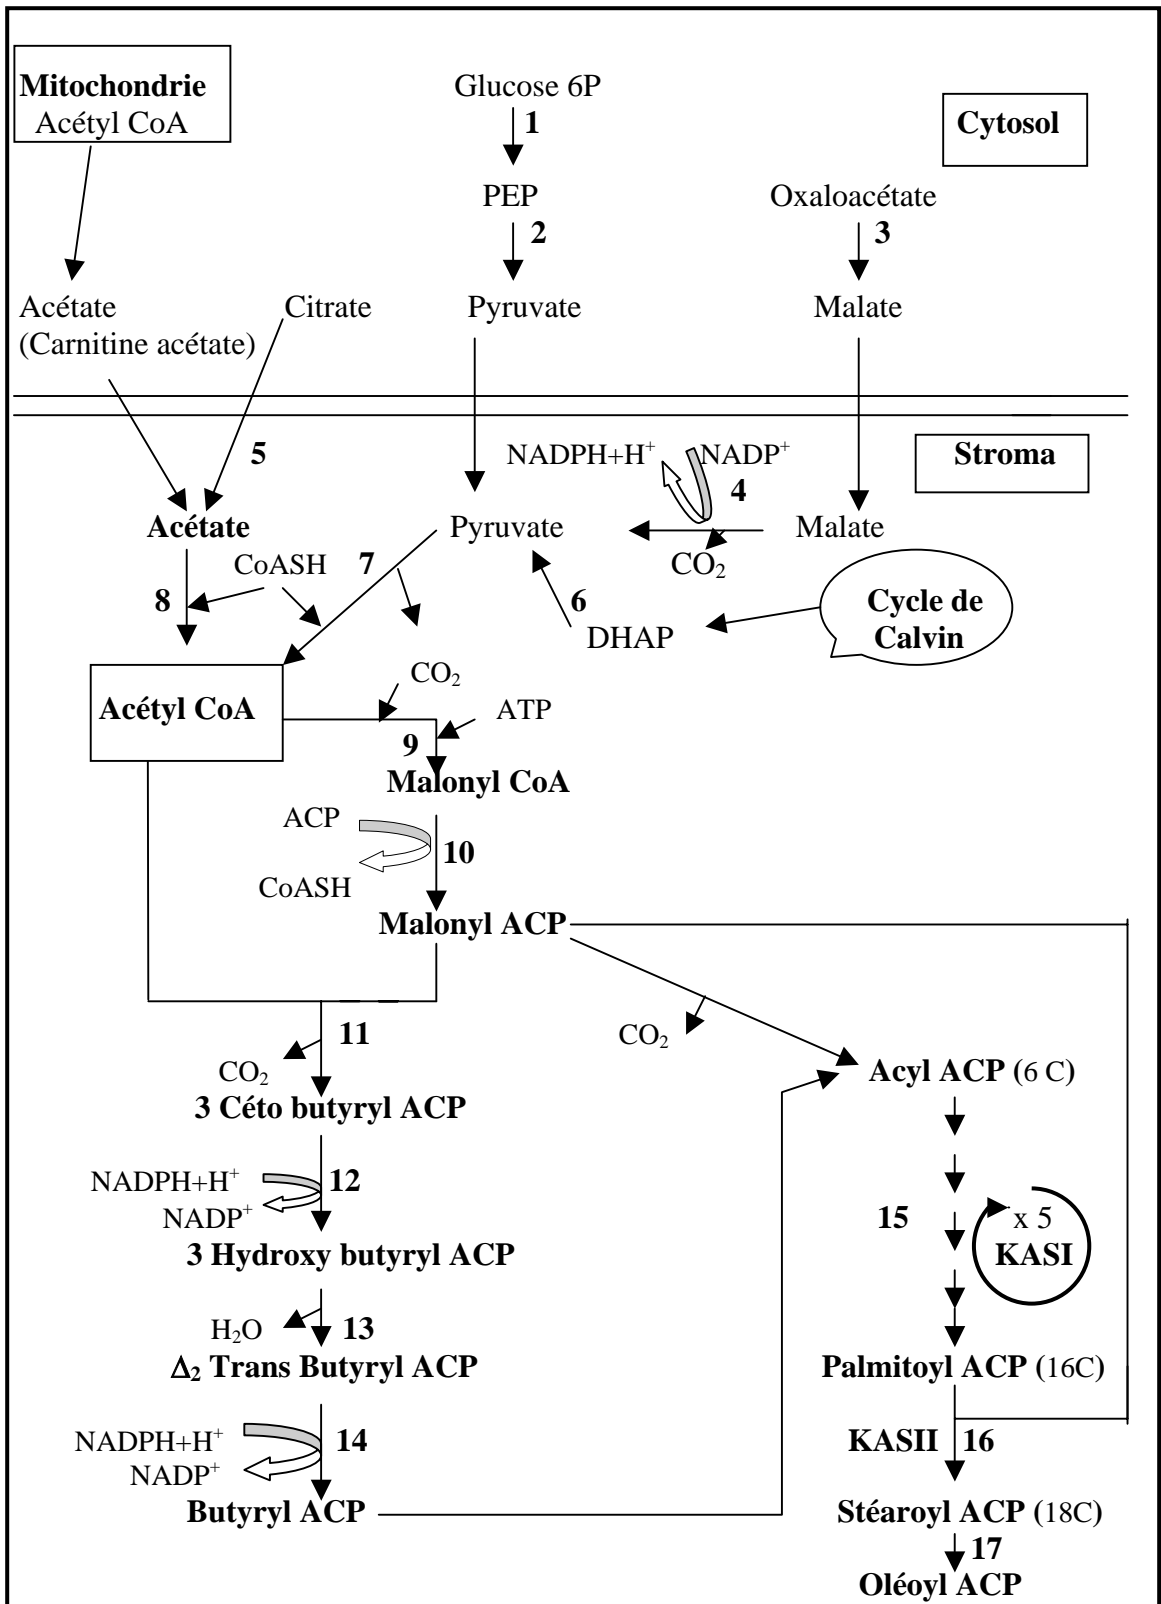 Mitochondrie
Acétyl CoA
Glucose 6P
1
Cytosol
PEP
Oxaloacétate
2
3
Acétate
(Carnitine acétate)
Citrate
Pyruvate
Malate
5
NADPH+H⁺
NADP⁺
4
Stroma
Acétate
Pyruvate
Malate
CO₂
CoASH
7
8
6
DHAP
Cycle de
Calvin
Acétyl CoA
CO₂
ATP
9
Malonyl CoA
ACP
10
CoASH
Malonyl ACP
11
CO₂
CO₂
Acyl ACP (6 C)
3 Céto butyryl ACP
NADPH+H⁺
12
NADP⁺
15
x 5
KASI
3 Hydroxy butyryl ACP
H₂O
13
Δ₂ Trans Butyryl ACP
Palmitoyl ACP (16C)
NADPH+H⁺
14
NADP⁺
KASII
16
Butyryl ACP
Stéaroyl ACP (18C)
17
Oléoyl ACP